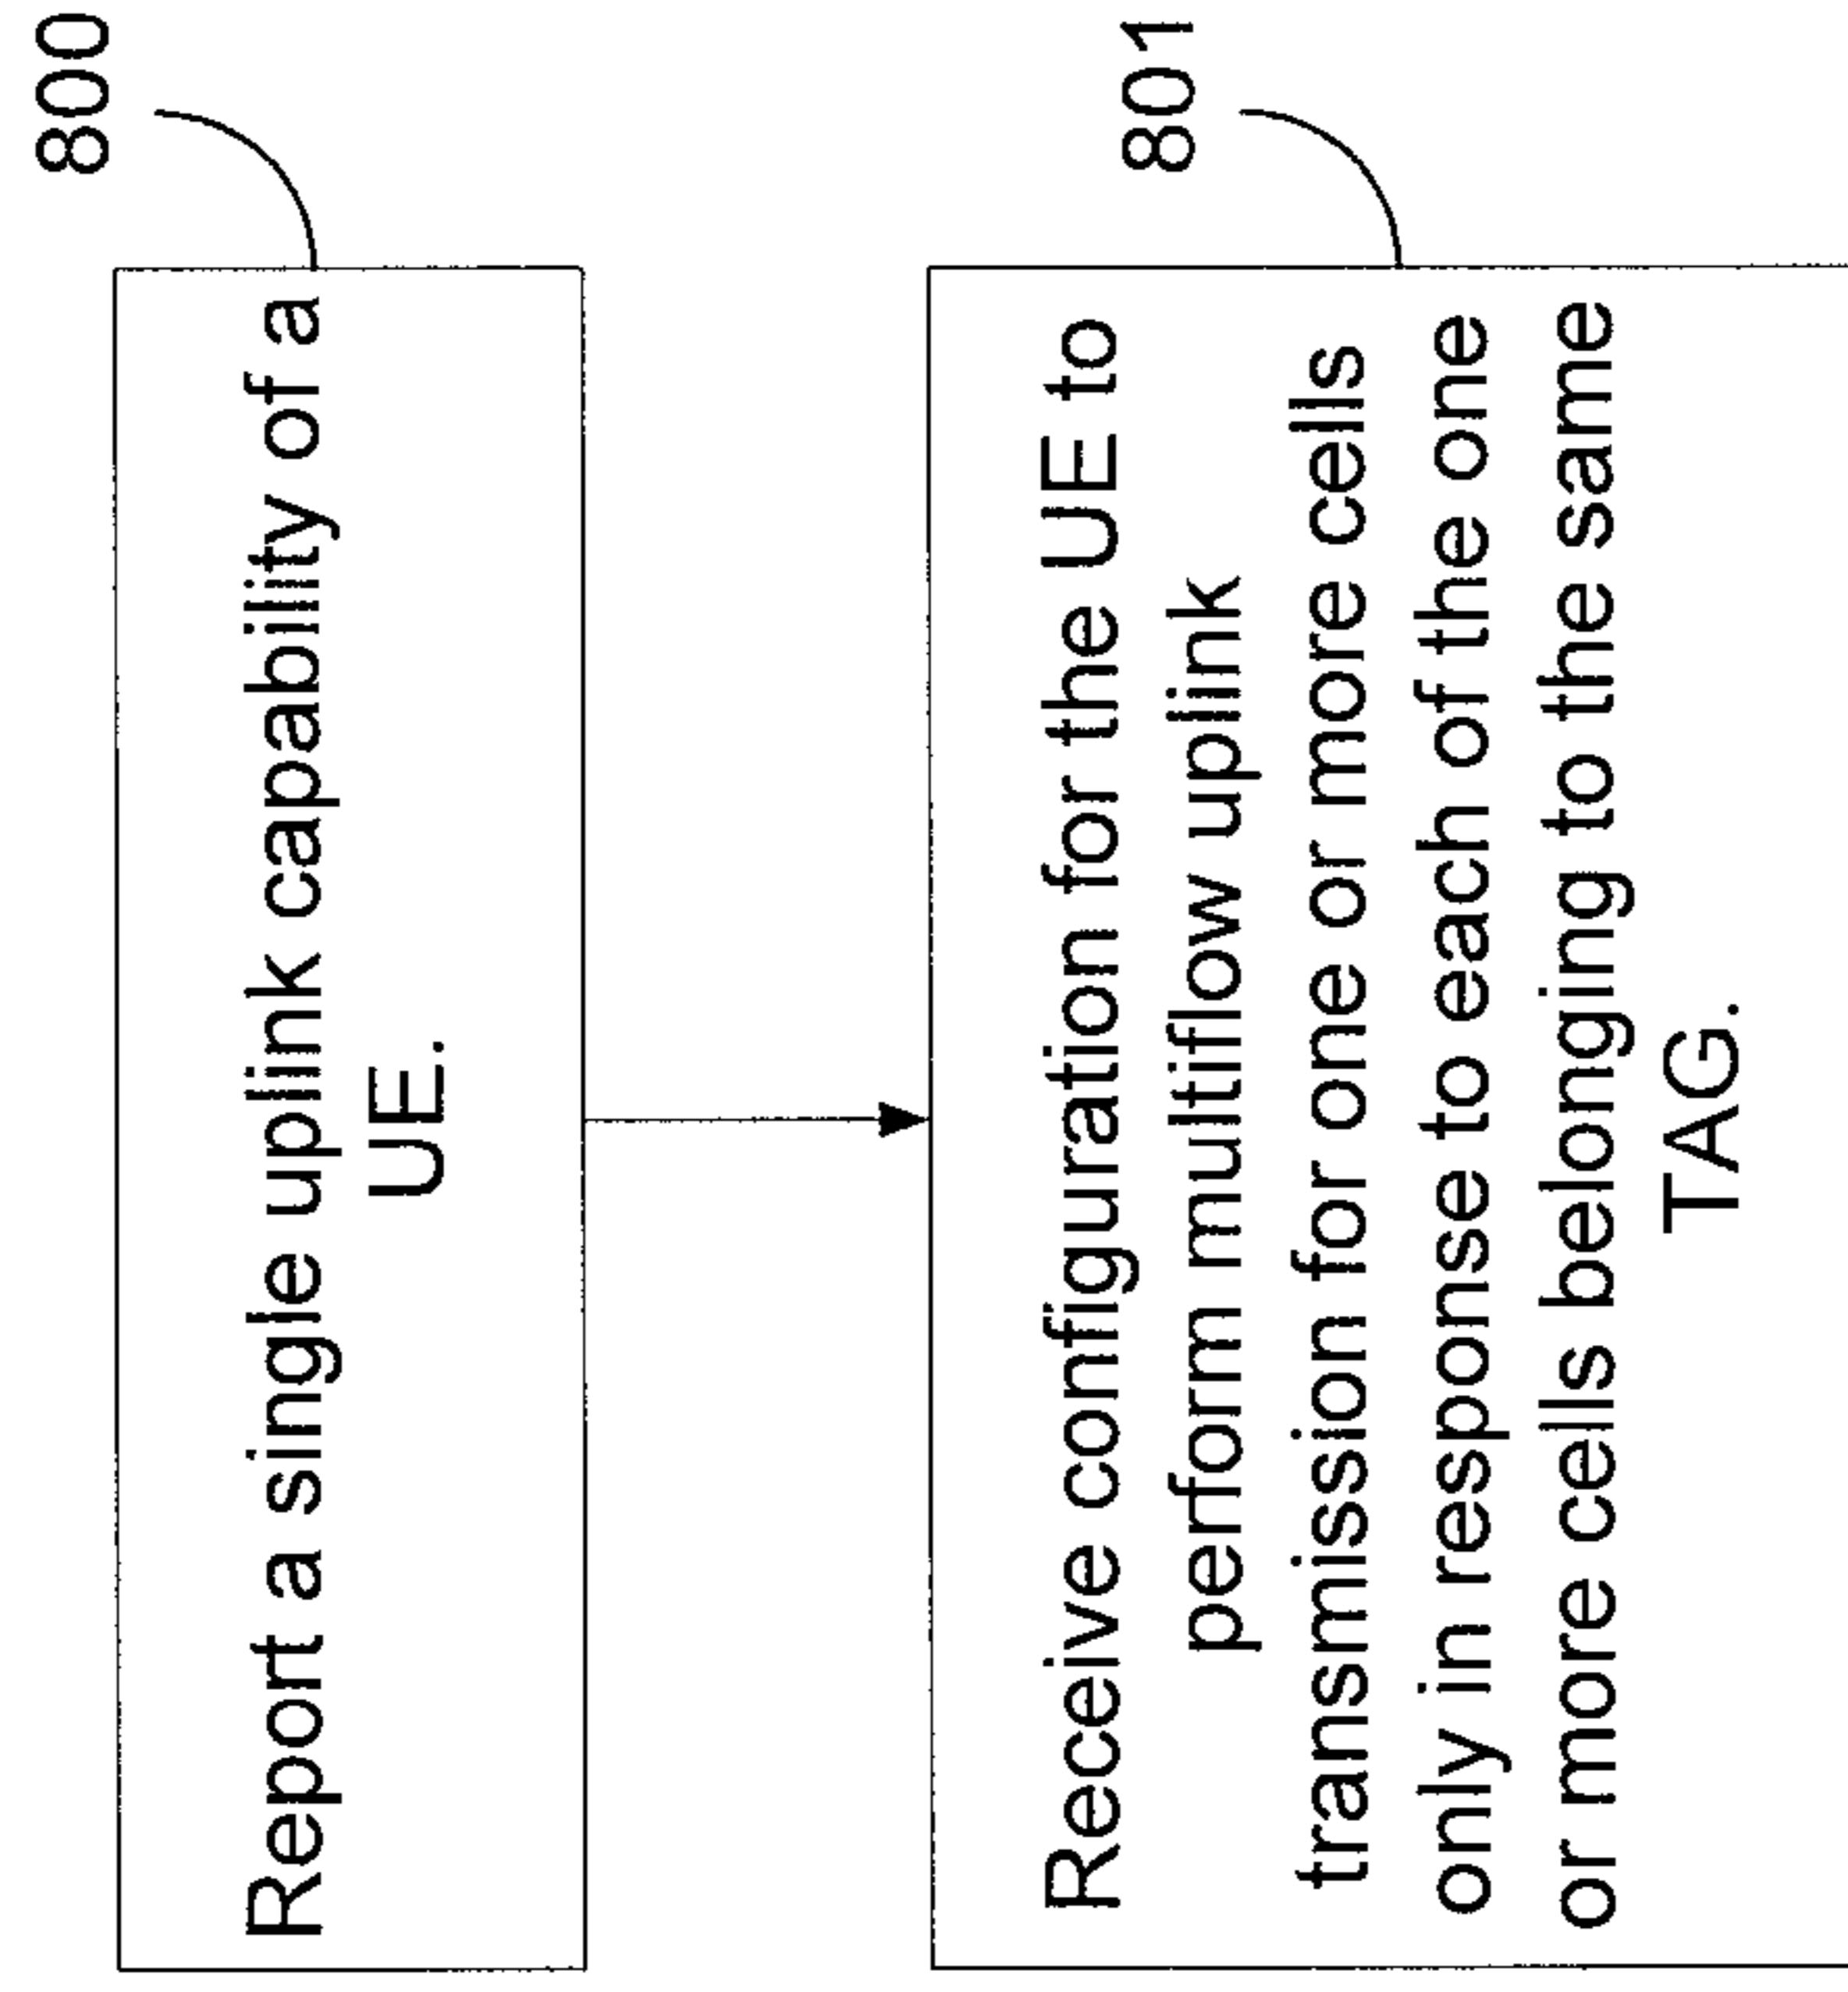 800
Report a single uplink capability of a
UE.
801
Receive configuration for the UE to
perform multiflow uplink
transmission for one or more cells
only in response to each of the one
or more cells belonging to the same
TAG.